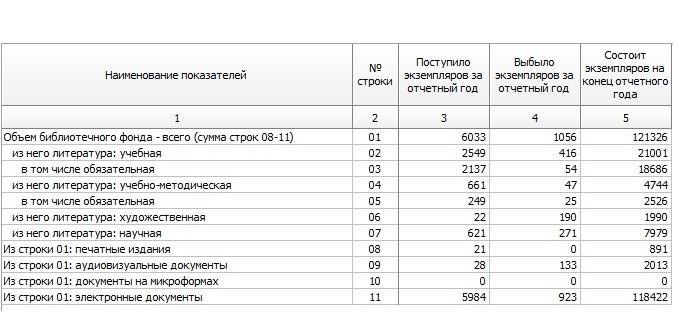 Наименование показателей № строки Поступило экземпляров за отчетный год Выбыло экземпляров за отчетный год Состоит экземпляров на конец отчетного года
1 2 3 4 5
Объем библиотечного фонда - всего (сумма строк 08-11) 01 6033 1056 121326
из него литература: учебная 02 2549 416 21001
в том числе обязательная 03 2137 54 18686
из него литература: учебно-методическая 04 661 47 4744
в том числе обязательная 05 249 25 2526
из него литература: художественная 06 22 190 1990
из него литература: научная 07 621 271 7979
Из строки 01: печатные издания 08 21 0 891
Из строки 01: аудиовизуальные документы 09 28 133 2013
Из строки 01: документы на микроформах 10 0 0 0
Из строки 01: электронные документы 11 5984 923 118422